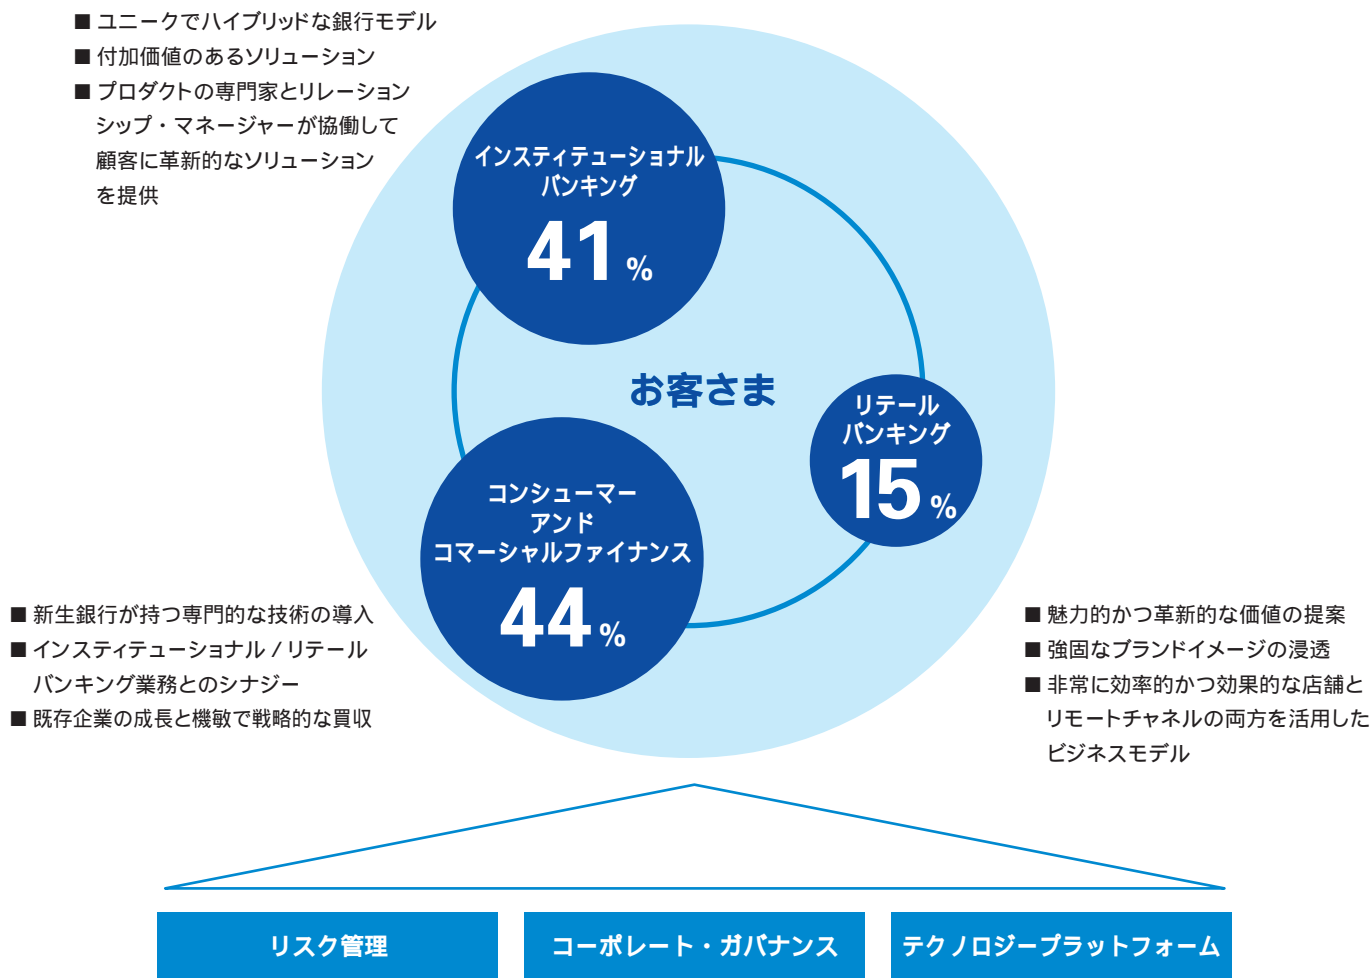 ■ ユニークでハイブリッドな銀行モデル
■ 付加価値のあるソリューション
■ プロダクトの専門家とリレーション
シップ・マネージャーが協働して
顧客に革新的なソリューション
を提供
インスティテューショナル
バンキング
41 %
お客さま
リテール
バンキング
15 %
コンシューマー
アンド
コマーシャルファイナンス
44 %
■ 新生銀行が持つ専門的な技術の導入
■ インスティテューショナル / リテール
バンキング業務とのシナジー
■ 既存企業の成長と機敏で戦略的な買収
■ 魅力的かつ革新的な価値の提案
■ 強固なブランドイメージの浸透
■ 非常に効率的かつ効果的な店舗と
リモートチャネルの両方を活用した
ビジネスモデル
リスク管理
コーポレート・ガバナンス
テクノロジープラットフォーム